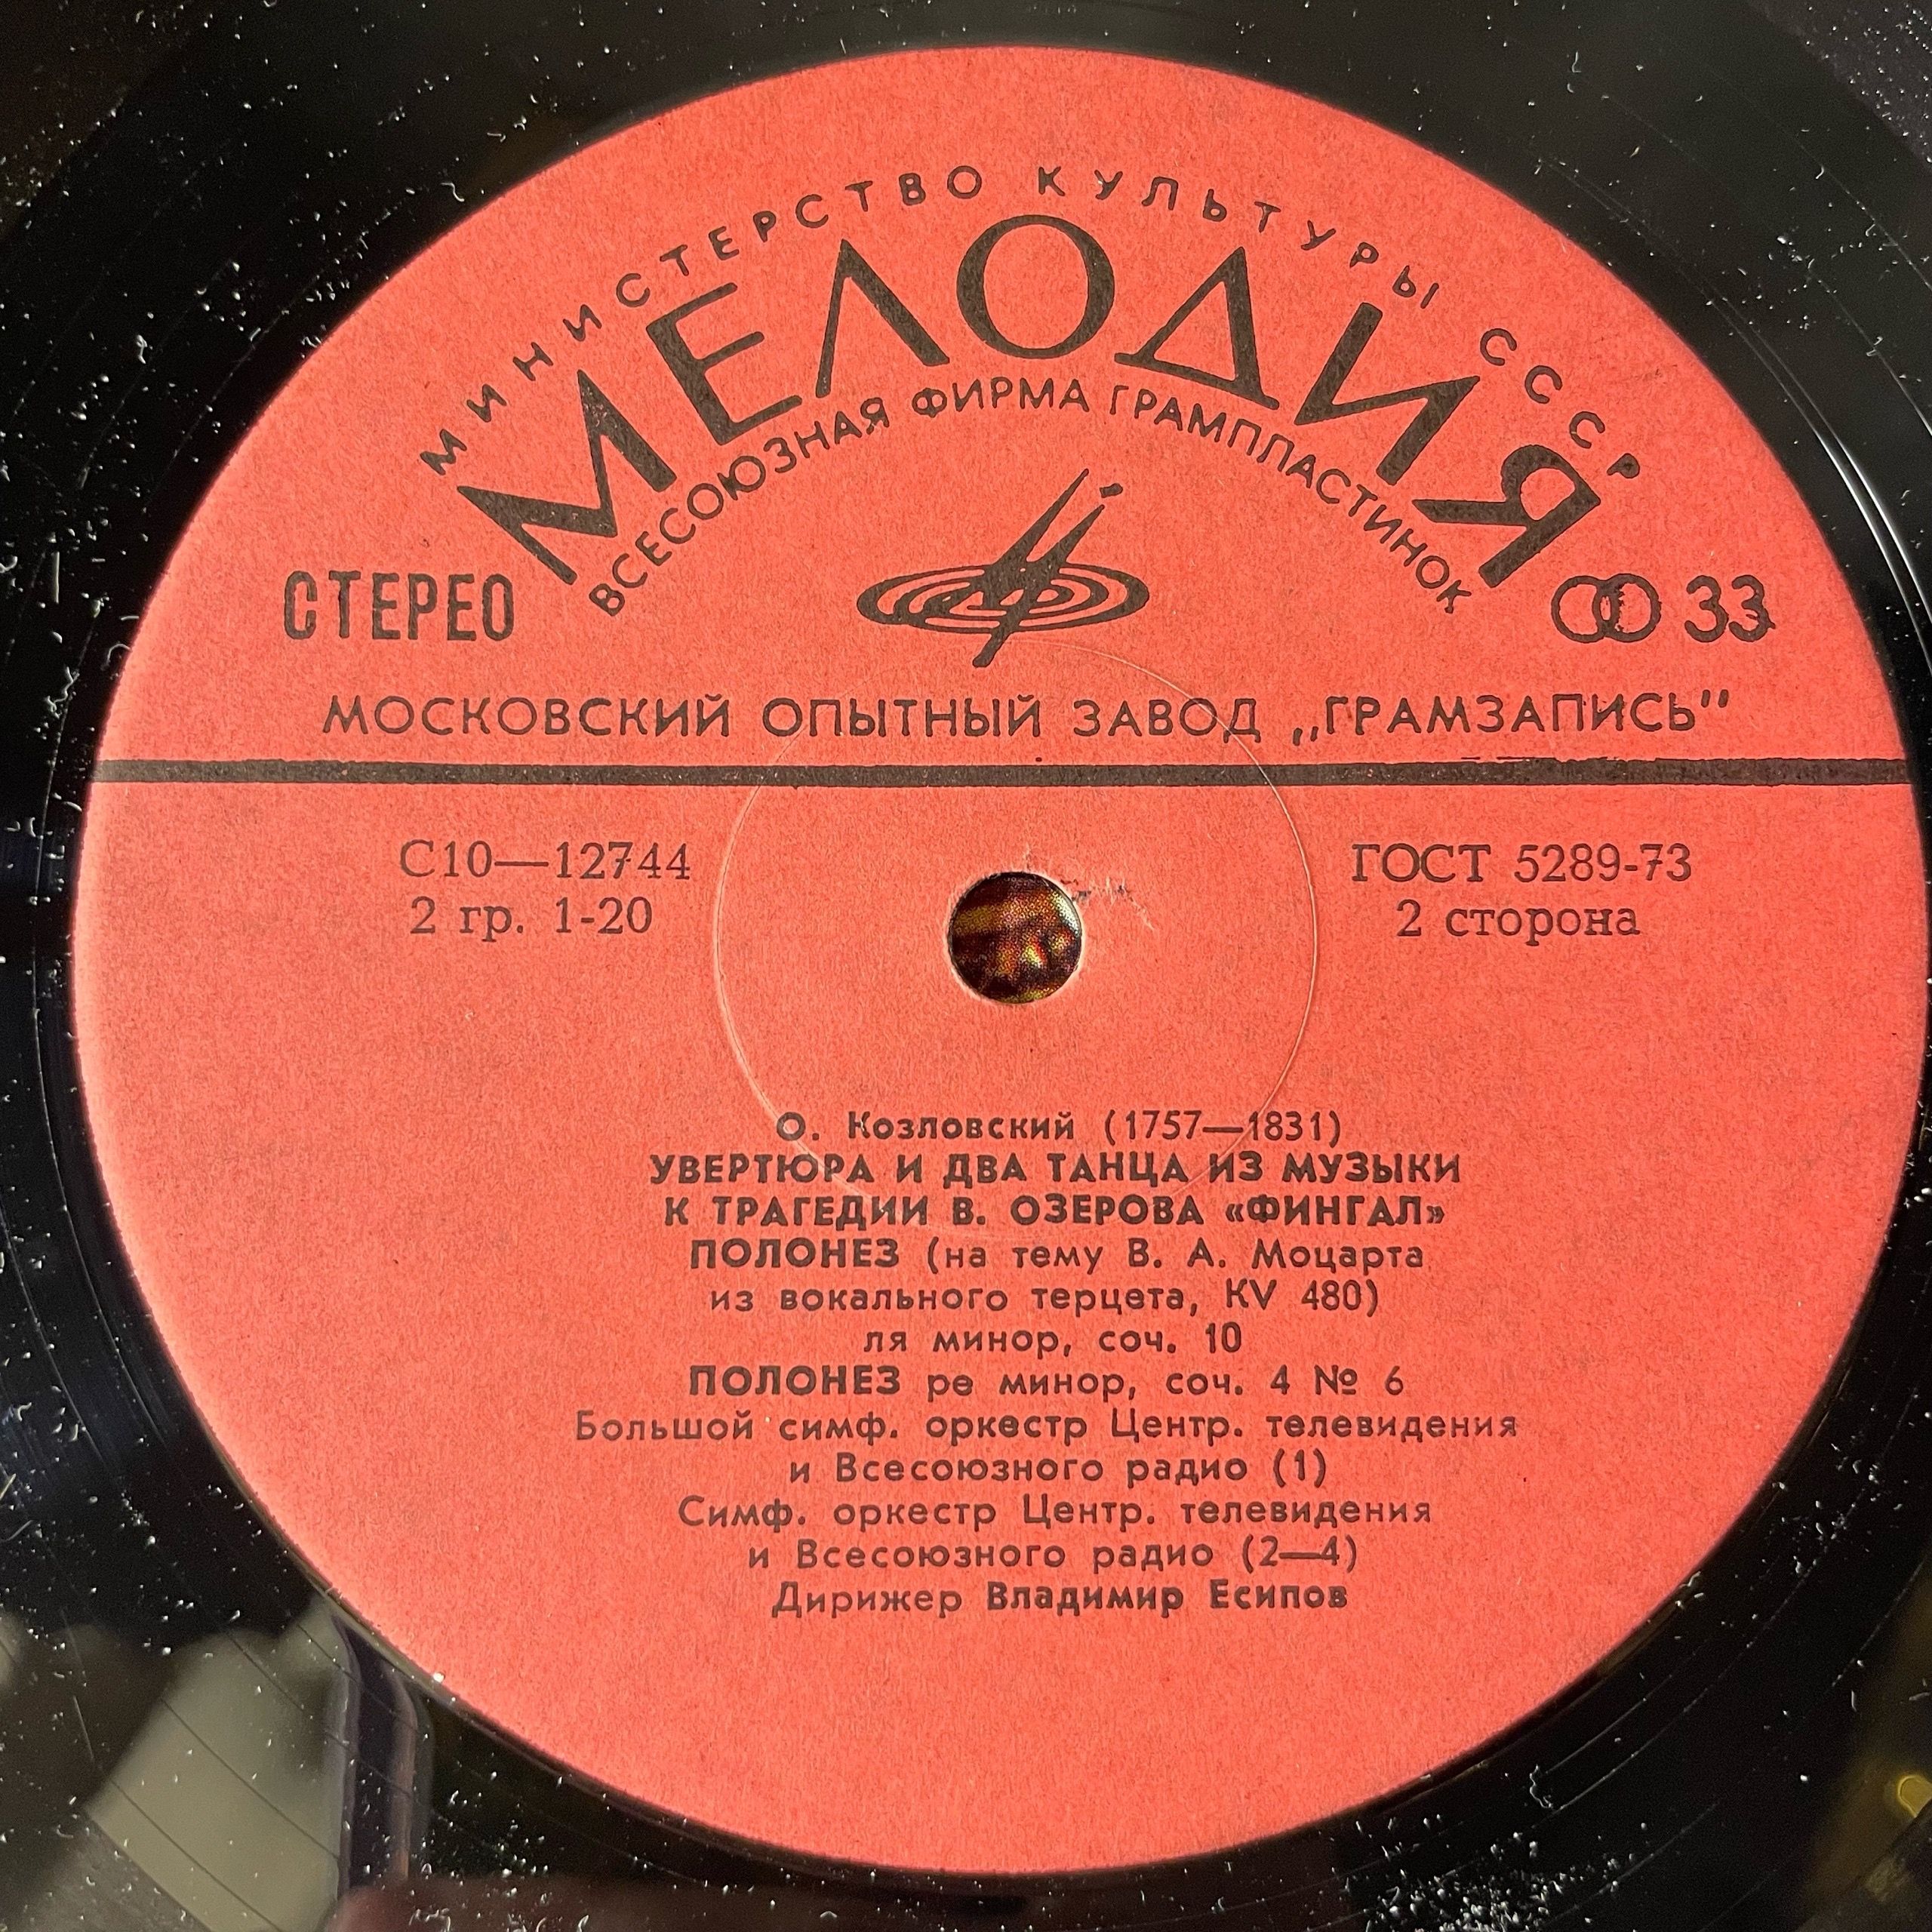 МИНИСТЕРСТВО КУЛЬТУРЫ СССР
МЕЛОДИЯ
ВСЕСОЮЗНАЯ ФИРМА ГРАМПЛАСТИНОК
СТЕРЕО
33
МОСКОВСКИЙ ОПЫТНЫЙ ЗАВОД „ГРАМЗАПИСЬ”
С10—12744
2 гр. 1-20
ГОСТ 5289-73
2 сторона
О. Козловский (1757—1831)
УВЕРТЮРА И ДВА ТАНЦА ИЗ МУЗЫКИ
К ТРАГЕДИИ В. ОЗЕРОВА «ФИНГАЛ»
ПОЛОНЕЗ (на тему В. А. Моцарта
из вокального терцета, KV 480)
ля минор, соч. 10
ПОЛОНЕЗ ре минор, соч. 4 № 6
Большой симф. оркестр Центр. телевидения
и Всесоюзного радио (1)
Симф. оркестр Центр. телевидения
и Всесоюзного радио (2—4)
Дирижер Владимир Есипов